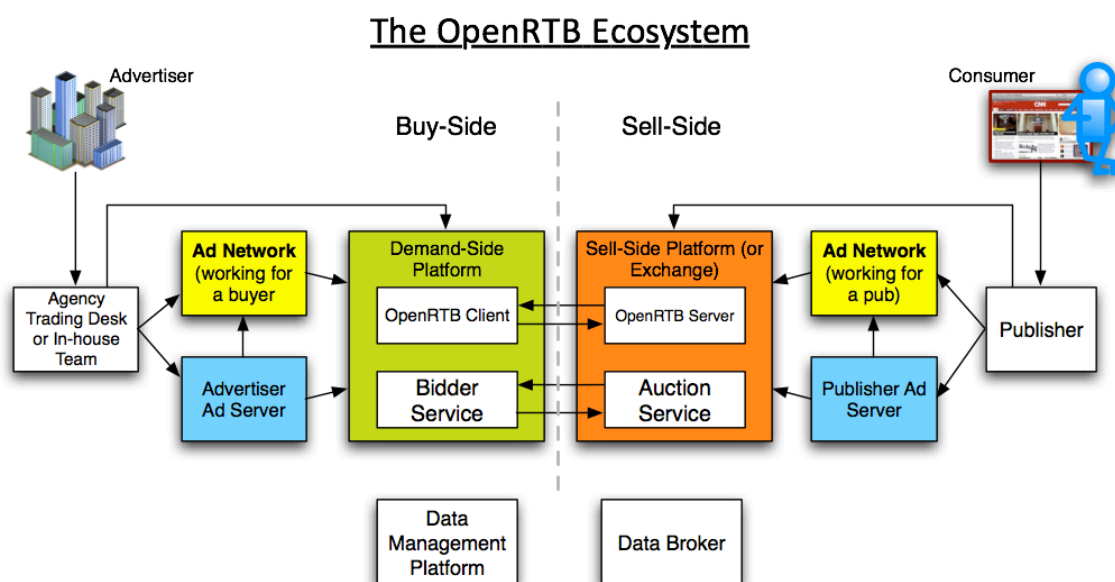 The OpenRTB Ecosystem
Advertiser
Consumer
CNN
Buy-Side
Sell-Side
Ad Network
(working for
a buyer
Demand-Side
Platform
Sell-Side Platform (or
Exchange)
Ad Network
(working for
a pub)
Agency
Trading Desk
or In-house
Team
OpenRTB Client
OpenRTB Server
Publisher
Advertiser
Ad Server
Bidder
Service
Auction
Service
Publisher Ad
Server
Data
Management
Platform
Data Broker